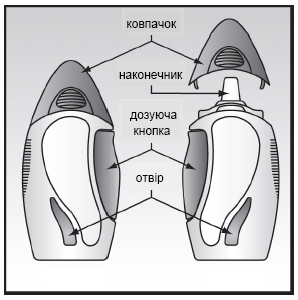 ковпачок
наконечник
дозуюча
кнопка
отвір